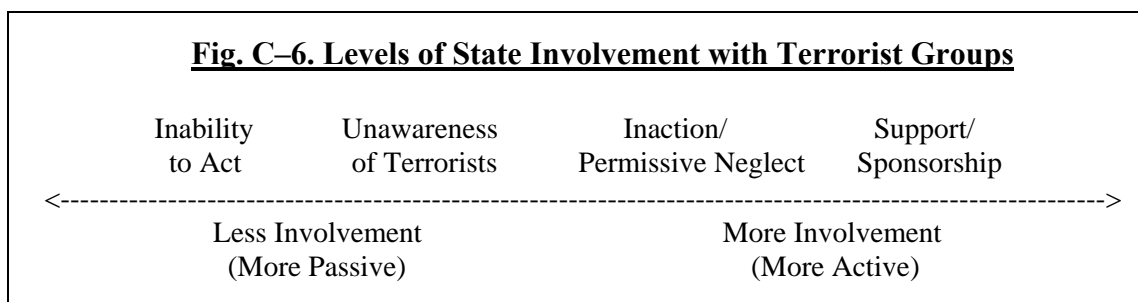 Fig. C–6. Levels of State Involvement with Terrorist Groups
Inability Unawareness Inaction/ Support/
to Act of Terrorists Permissive Neglect Sponsorship
<-------------------------------------------------------------------------------------------------------------->
Less Involvement More Involvement
(More Passive) (More Active)